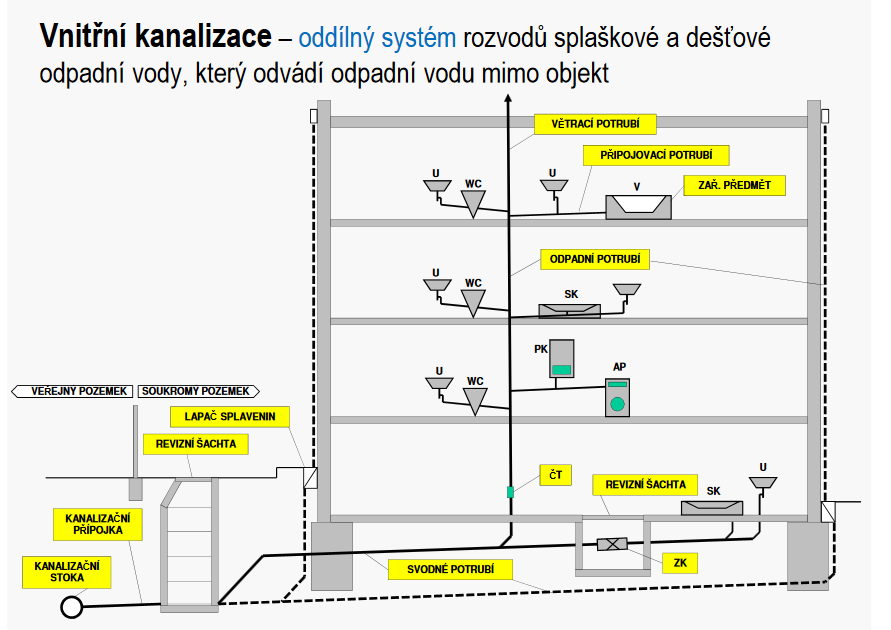 Vnitřní kanalizace – oddílný systém rozvodů splaškové a dešťové
odpadní vody, který odvádí odpadní vodu mimo objekt
VĚTRACÍ POTRUBÍ
PŘIPOJOVACÍ POTRUBÍ
U
WC
U
V
ZAŘ. PŘEDMĚT
ODPADNÍ POTRUBÍ
U
WC
SK
PK
AP
U
WC
VEŘEJNÝ POZEMEK
SOUKROMÝ POZEMEK
LAPAČ SPLAVENIN
REVIZNÍ ŠACHTA
ČT
REVIZNÍ ŠACHTA
SK
U
KANALIZAČNÍ
PŘÍPOJKA
KANALIZAČNÍ
STOKA
SVODNÉ POTRUBÍ
ZK